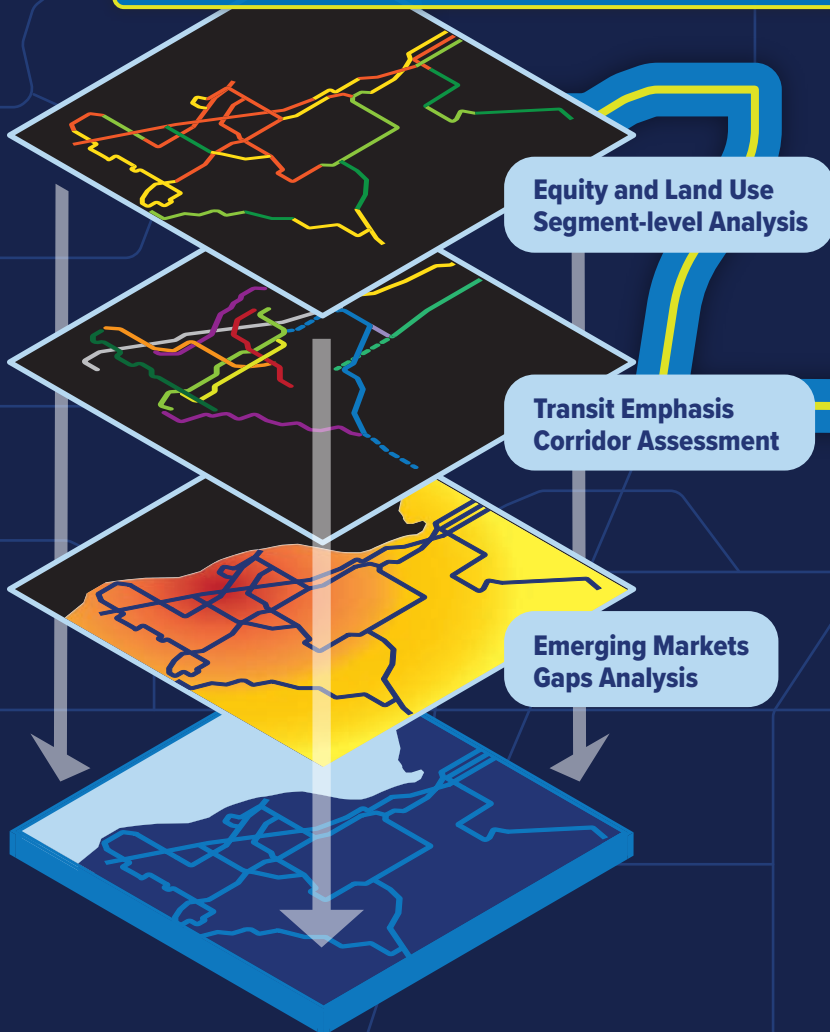 Equity and Land Use
Segment-level Analysis
Transit Emphasis
Corridor Assessment
Emerging Markets
Gaps Analysis